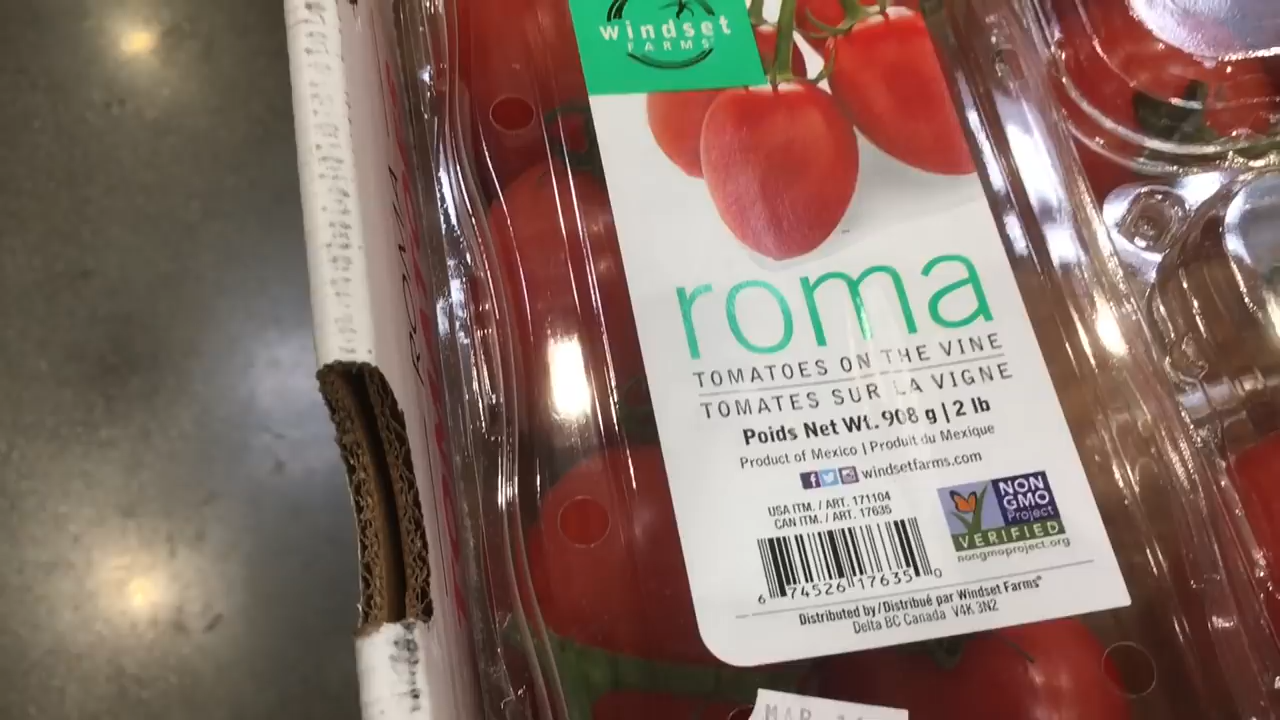 windset
FARMS®
roma
TOMATOES ON THE VINE
TOMATES SUR LA VIGNE
Poids Net Wt. 908 g | 2 lb
Product of Mexico | Produit du Mexique
windsetfarms.com
USA ITM. / ART. 171104
CAN ITM. / ART. 17635
NON
GMO
Project
VERIFIED
nongmoproject.org
6 74526 17635 0
Distributed by/Distribué par Windset Farms®
Delta BC Canada V4K 3N2
ROMA
MAR